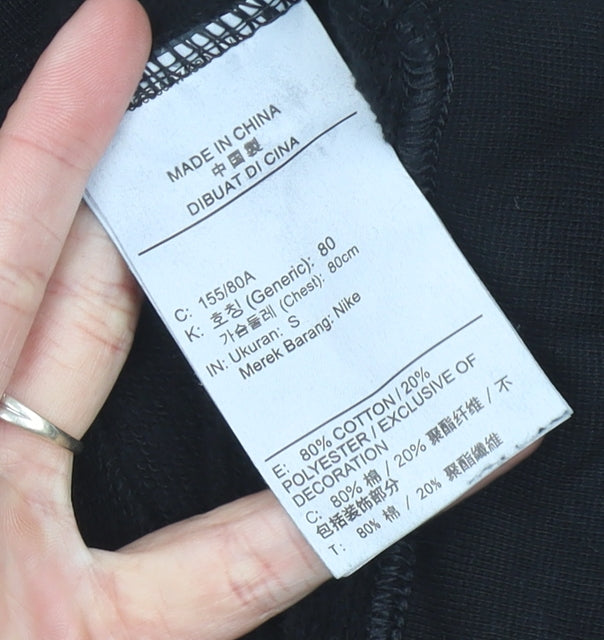 MADE IN CHINA
中国製
DIBUAT DI CINA
C: 155/80A
K: 호칭 (Generic): 80
가슴둘레 (Chest): 80cm
IN: Ukuran: S
Merek Barang: Nike
E: 80% COTTON / 20%
POLYESTER / EXCLUSIVE OF
DECORATION
C: 80% 棉 / 20% 聚酯纤维 / 不
包括装饰部分
T: 80% 棉 / 20% 聚酯纖維